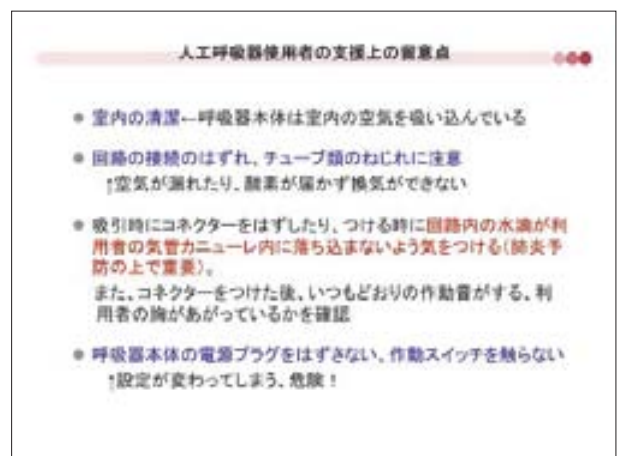 人工呼吸器使用者の支援上の留意点
● 室内の清潔←呼吸器本体は室内の空気を吸い込んでいる
● 回路の接続のはずれ、チューブ類のねじれに注意
↑空気が漏れたり、酸素が届かず換気ができない
● 吸引時にコネクターをはずしたり、つける時に回路内の水滴が利
用者の気管カニューレ内に落ち込まないよう気をつける(肺炎予
防の上で重要)。
また、コネクターをつけた後、いつもどおりの作動音がする、利
用者の胸があがっているかを確認
● 呼吸器本体の電源プラグをはずさない、作動スイッチを触らない
↑設定が変わってしまう、危険！